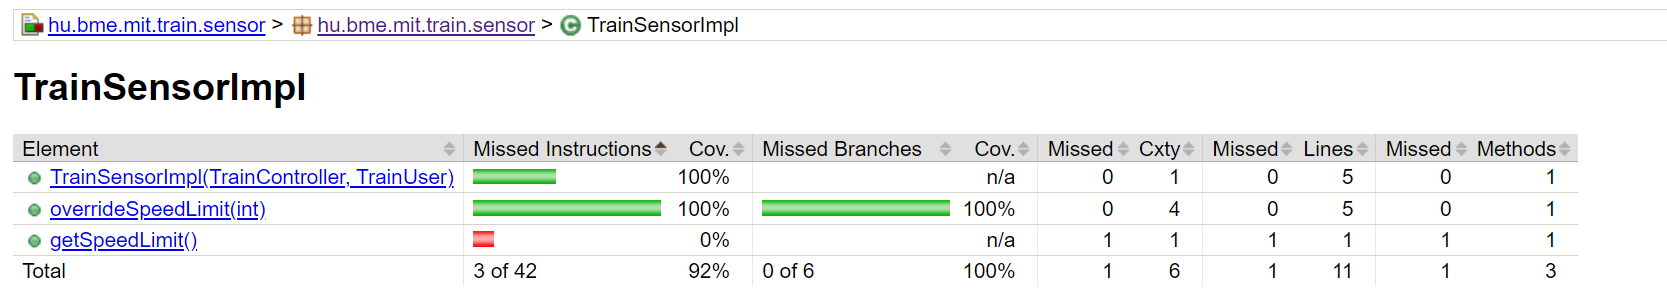 hu.bme.mit.train.sensor > hu.bme.mit.train.sensor > TrainSensorImpl
TrainSensorImpl
Element Missed Instructions Cov. Missed Branches Cov. Missed Cxty Missed Lines Missed Methods
TrainSensorImpl(TrainController, TrainUser) 100% n/a 0 1 0 5 0 1
overrideSpeedLimit(int) 100% 100% 0 4 0 5 0 1
getSpeedLimit() 0% n/a 1 1 1 1 1 1
Total 3 of 42 92% 0 of 6 100% 1 6 1 11 1 3